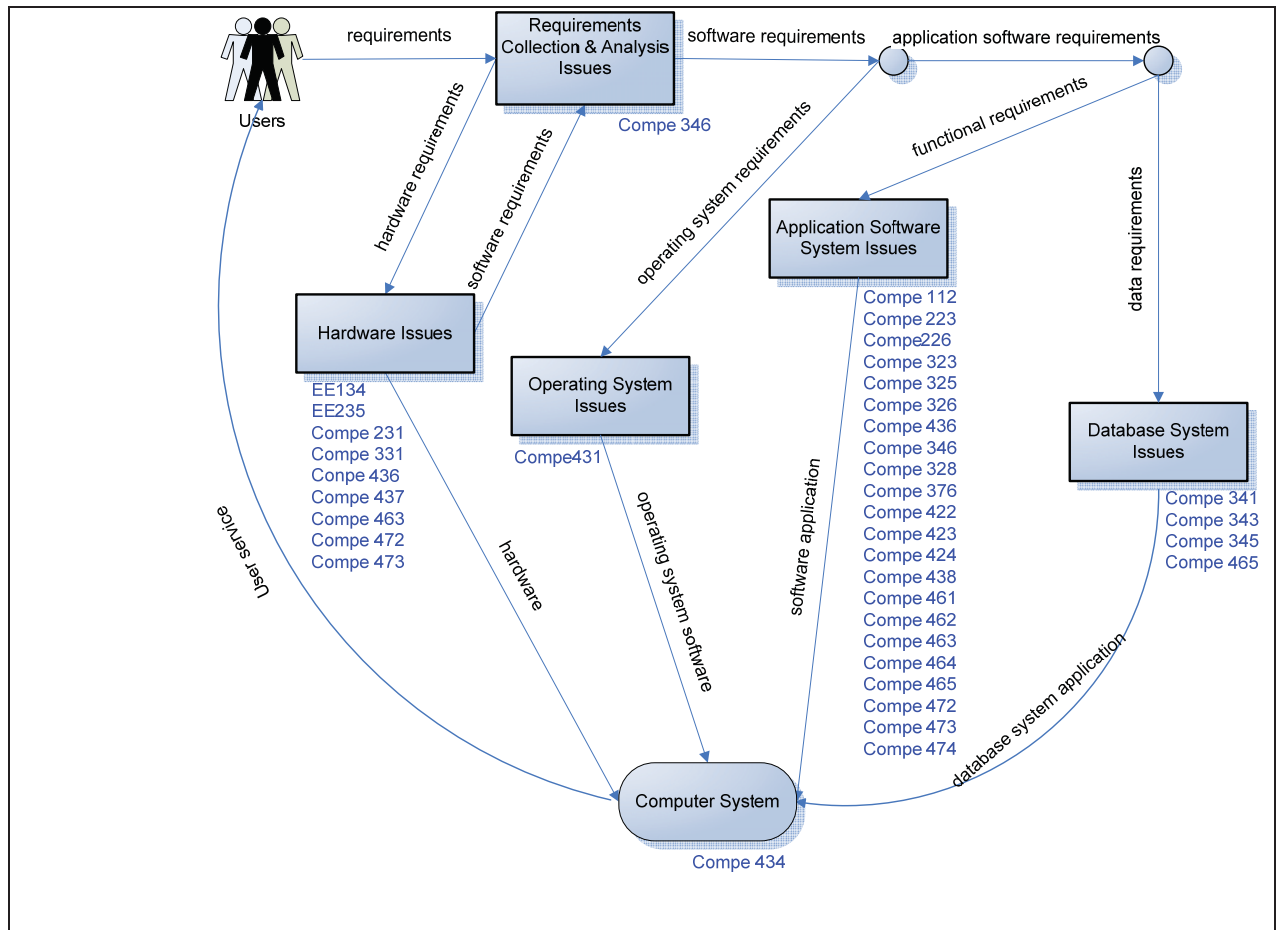 requirements
Requirements
Collection & Analysis
Issues
software requirements
application software requirements
Users
Compe 346
hardware requirements
software requirements
operating system requirements
functional requirements
data requirements
Application Software
System Issues
Hardware Issues
Operating System
Issues
Database System
Issues
EE134
EE235
Compe 231
Compe 331
Conpe 436
Compe 437
Compe 463
Compe 472
Compe 473
Compe431
Compe 112
Compe 223
Compe226
Compe 323
Compe 325
Compe 326
Compe 436
Compe 346
Compe 328
Compe 376
Compe 422
Compe 423
Compe 424
Compe 438
Compe 461
Compe 462
Compe 463
Compe 464
Compe 465
Compe 472
Compe 473
Compe 474
Compe 341
Compe 343
Compe 345
Compe 465
User service
hardware
operating system software
software application
database system application
Computer System
Compe 434